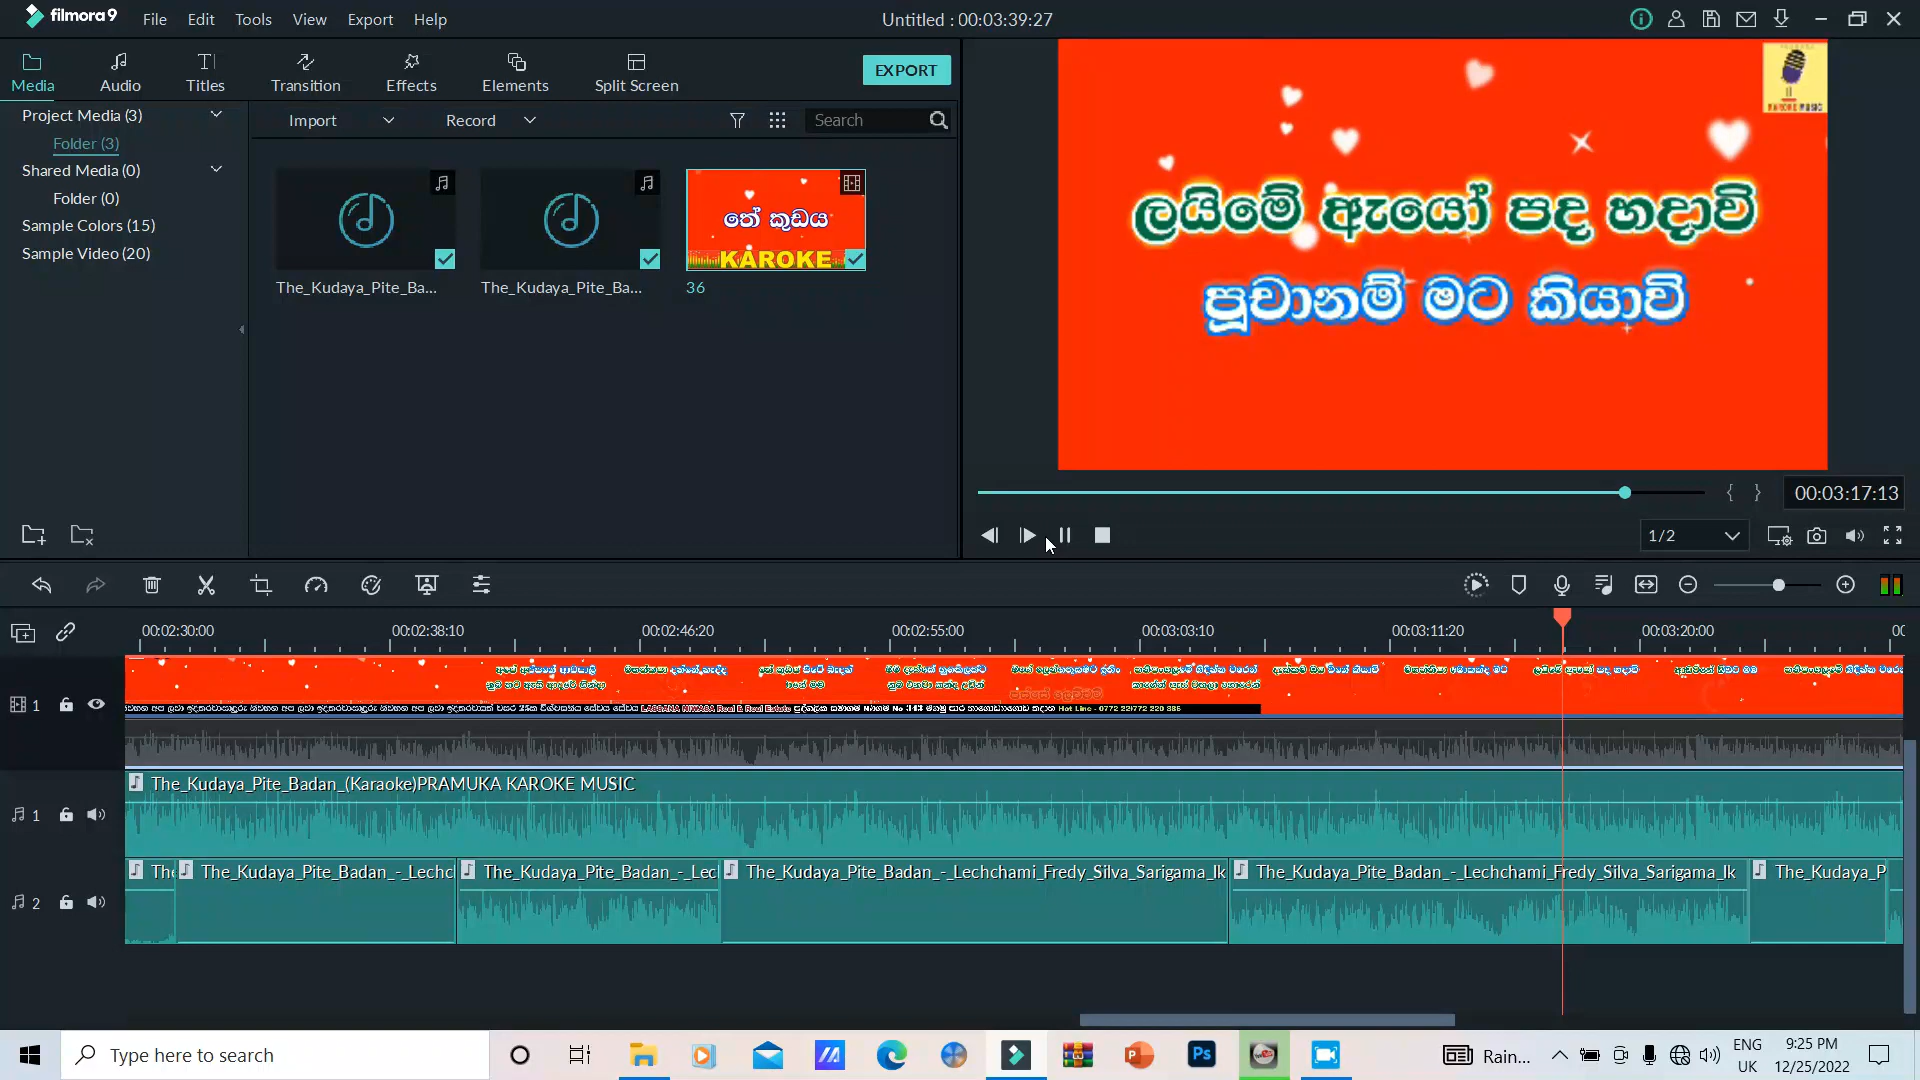 filmora9 File Edit Tools View Export Help Untitled : 00:03:39:27
Media Audio Titles Transition Effects Elements Split Screen EXPORT
Project Media (3)
Folder (3)
Shared Media (0)
Folder (0)
Sample Colors (15)
Sample Video (20)
Import Record Search
තේ කුඩය
KAROKE
The_Kudaya_Pite_Ba... The_Kudaya_Pite_Ba... 36
KAROKE MUSIC
ලයිමේ ඇයෝ පද හදාවි
පූචානම් මට කියාවි
{ } 00:03:17:13
1/2
00:02:30:00 00:02:38:10 00:02:46:20 00:02:55:00 00:03:03:10 00:03:11:20 00:03:20:00
1
The_Kudaya_Pite_Badan_(Karaoke)PRAMUKA KAROKE MUSIC
1
The_Kudaya_Pite_Badan_-_Lechc The_Kudaya_Pite_Badan_-_Lec The_Kudaya_Pite_Badan_-_Lechchami_Fredy_Silva_Sarigama_lk The_Kudaya_Pite_Badan_-_Lechchami_Fredy_Silva_Sarigama_lk The_Kudaya_P
2
Type here to search
Rain...
ENG
UK
9:25 PM
12/25/2022